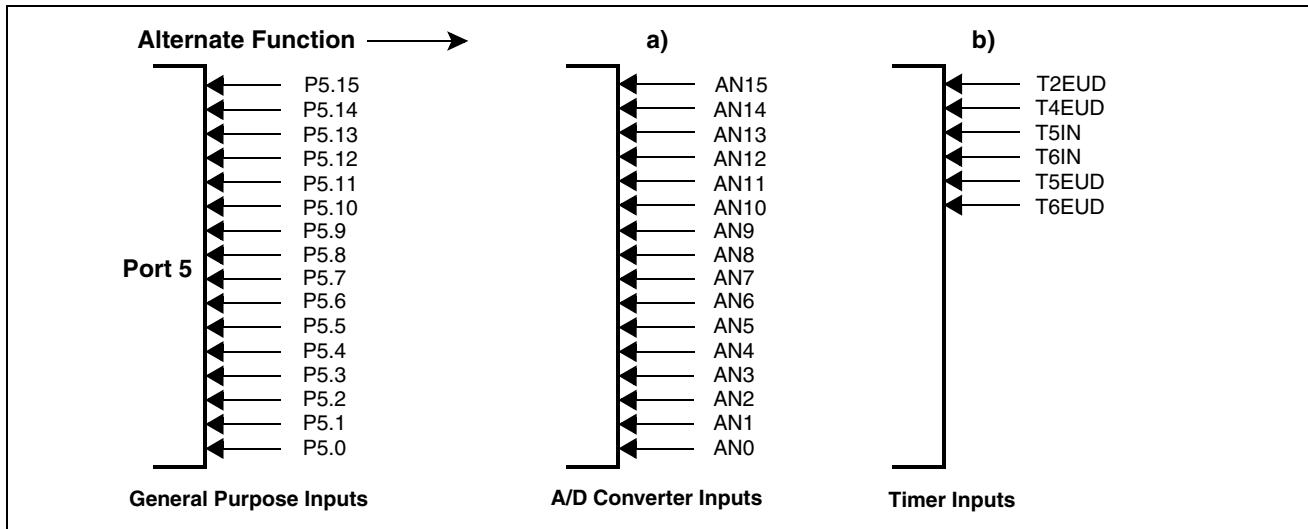 Alternate Function a) b)
P5.15 AN15 T2EUD
P5.14 AN14 T4EUD
P5.13 AN13 T5IN
P5.12 AN12 T6IN
P5.11 AN11 T5EUD
P5.10 AN10 T6EUD
P5.9 AN9
P5.8 AN8
Port 5 P5.7 AN7
P5.6 AN6
P5.5 AN5
P5.4 AN4
P5.3 AN3
P5.2 AN2
P5.1 AN1
P5.0 AN0
General Purpose Inputs A/D Converter Inputs Timer Inputs